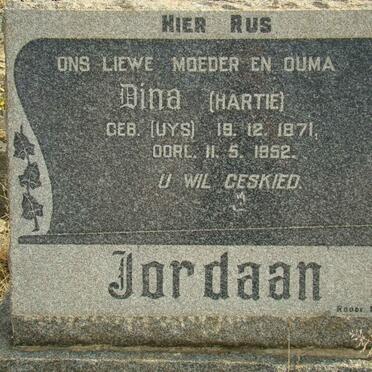 HIER RUS
ONS LIEWE MOEDER EN OUMA
Dina (HARTIE)
GEB. (UYS) 19. 12. 1871,
OORL. 11. 5. 1952.
U WIL GESKIED.
Jordaan